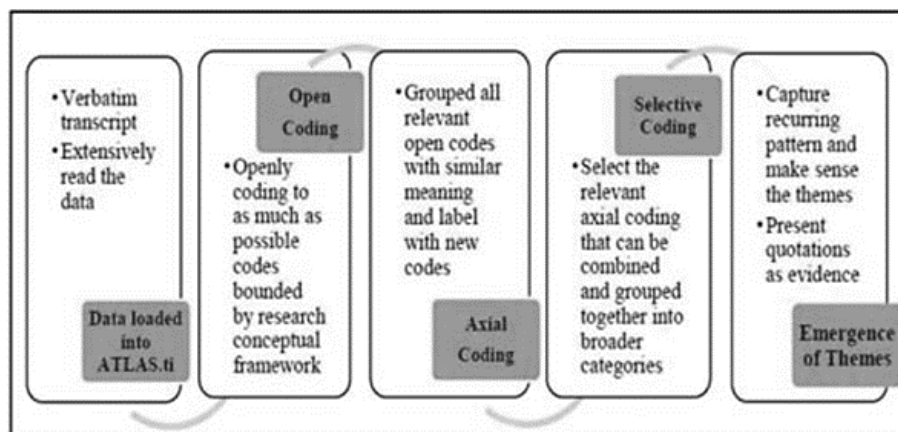 • Verbatim
transcript
• Extensively
read the
data
Data loaded
into
ATLAS.ti
Open
Coding
• Openly
coding to
as much as
possible
codes
bounded
by research
conceptual
framework
• Grouped all
relevant
open codes
with similar
meaning
and label
with new
codes
Axial
Coding
Selective
Coding
• Select the
relevant
axial coding
that can be
combined
and grouped
together into
broader
categories
• Capture
recurring
pattern and
make sense
the themes
• Present
quotations
as evidence
Emergence
of Themes